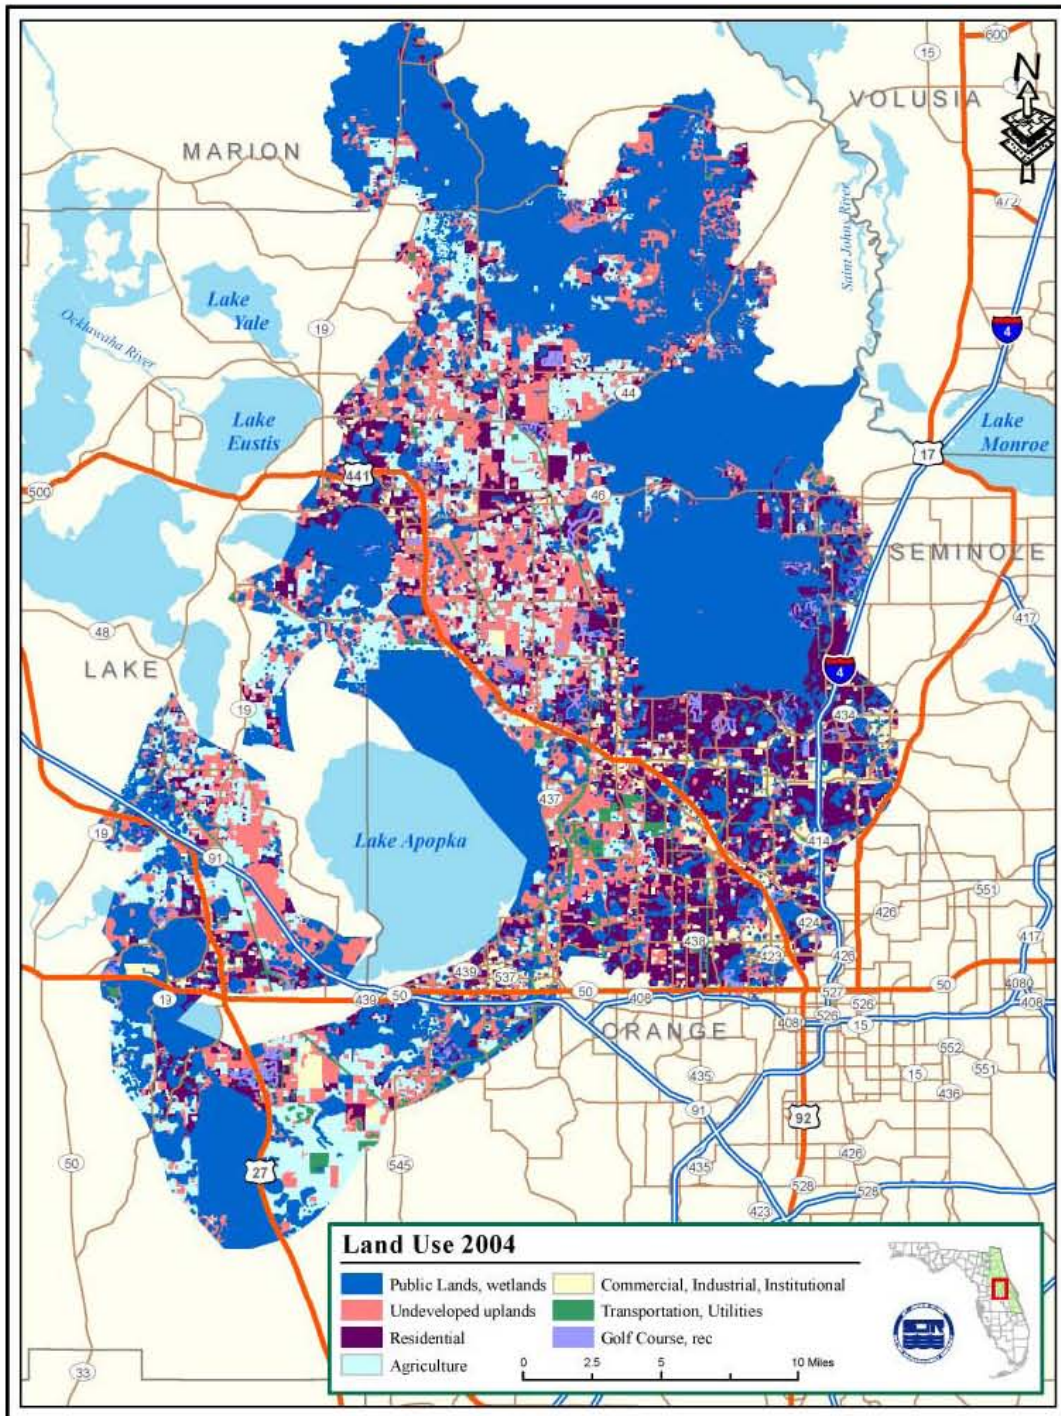 600
15
N
VOLUSIA
MARION
472
Saint Johns River
Lake
Yale
19
4
Ocklawaha River
44
Lake
Eustis
Lake
Monroe
17
441
500
46
SEMINOLE
417
48
LAKE
4
19
434
437
Lake Apopka
19
91
414
551
426
424
438
417
439
537
423
426
19
439
50
50
408
527
526
50
4080
408
ORANGE
408
526
15
552
435
551
15
436
91
92
50
545
27
435
426
528
528
423
Land Use 2004
Public Lands, wetlands
Commercial, Industrial, Institutional
Undeveloped uplands
Transportation, Utilities
Residential
Golf Course, rec
Agriculture
0 2.5 5 10 Miles
33